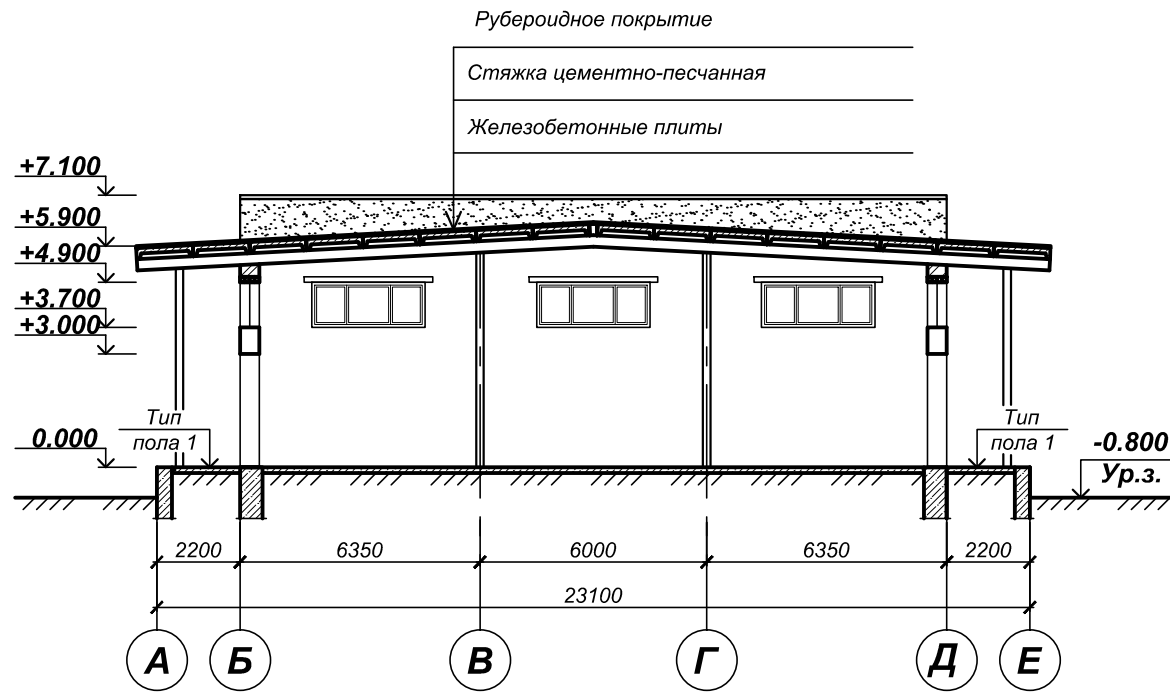 Рубероидное покрытие
Стяжка цементно-песчанная
Железобетонные плиты
+7.100
+5.900
+4.900
+3.700
+3.000
0.000
Тип
пола 1
Тип
пола 1
-0.800
Ур.з.
2200 6350 6000 6350 2200
23100
А Б В Г Д Е